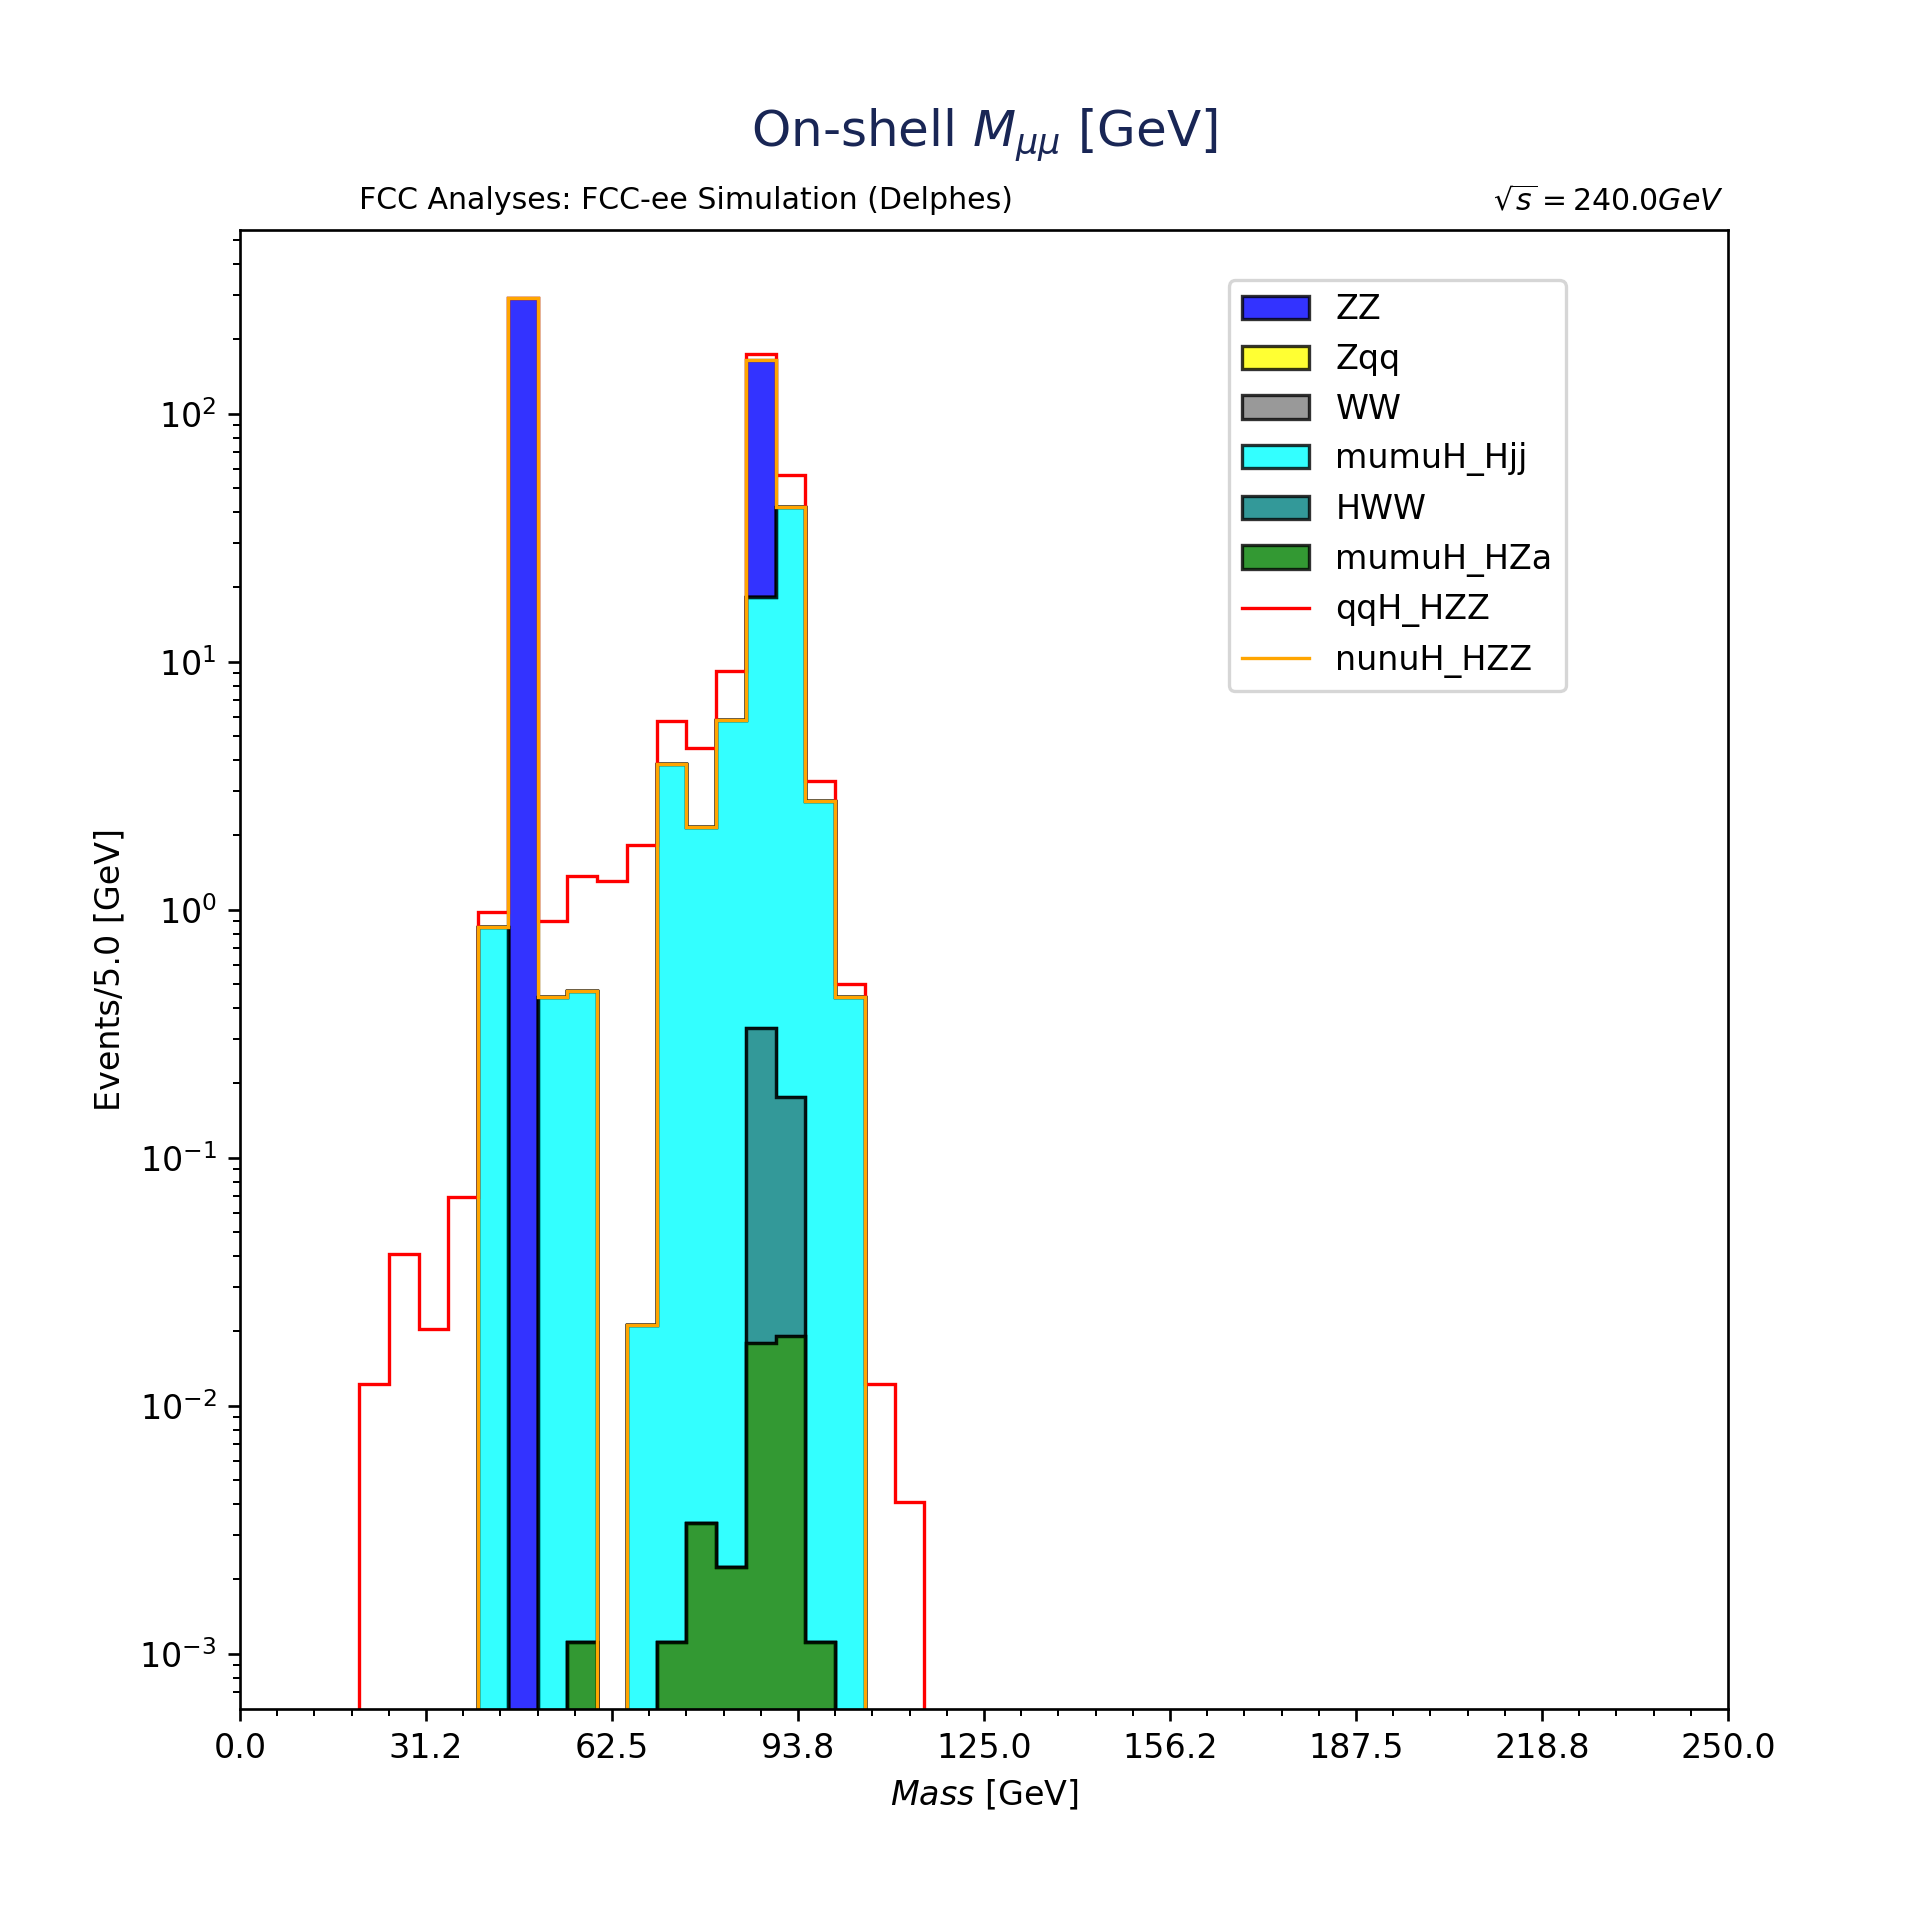 On-shell $M_{\mu\mu}$ [GeV]
FCC Analyses: FCC-ee Simulation (Delphes)
$\sqrt{s} = 240.0GeV$
ZZ
Zqq
WW
mumuH_Hjj
HWW
mumuH_HZa
qqH_HZZ
nunuH_HZZ
Events/5.0 [GeV]
10²
10¹
10⁰
10⁻¹
10⁻²
10⁻³
0.0 31.2 62.5 93.8 125.0 156.2 187.5 218.8 250.0
Mass [GeV]